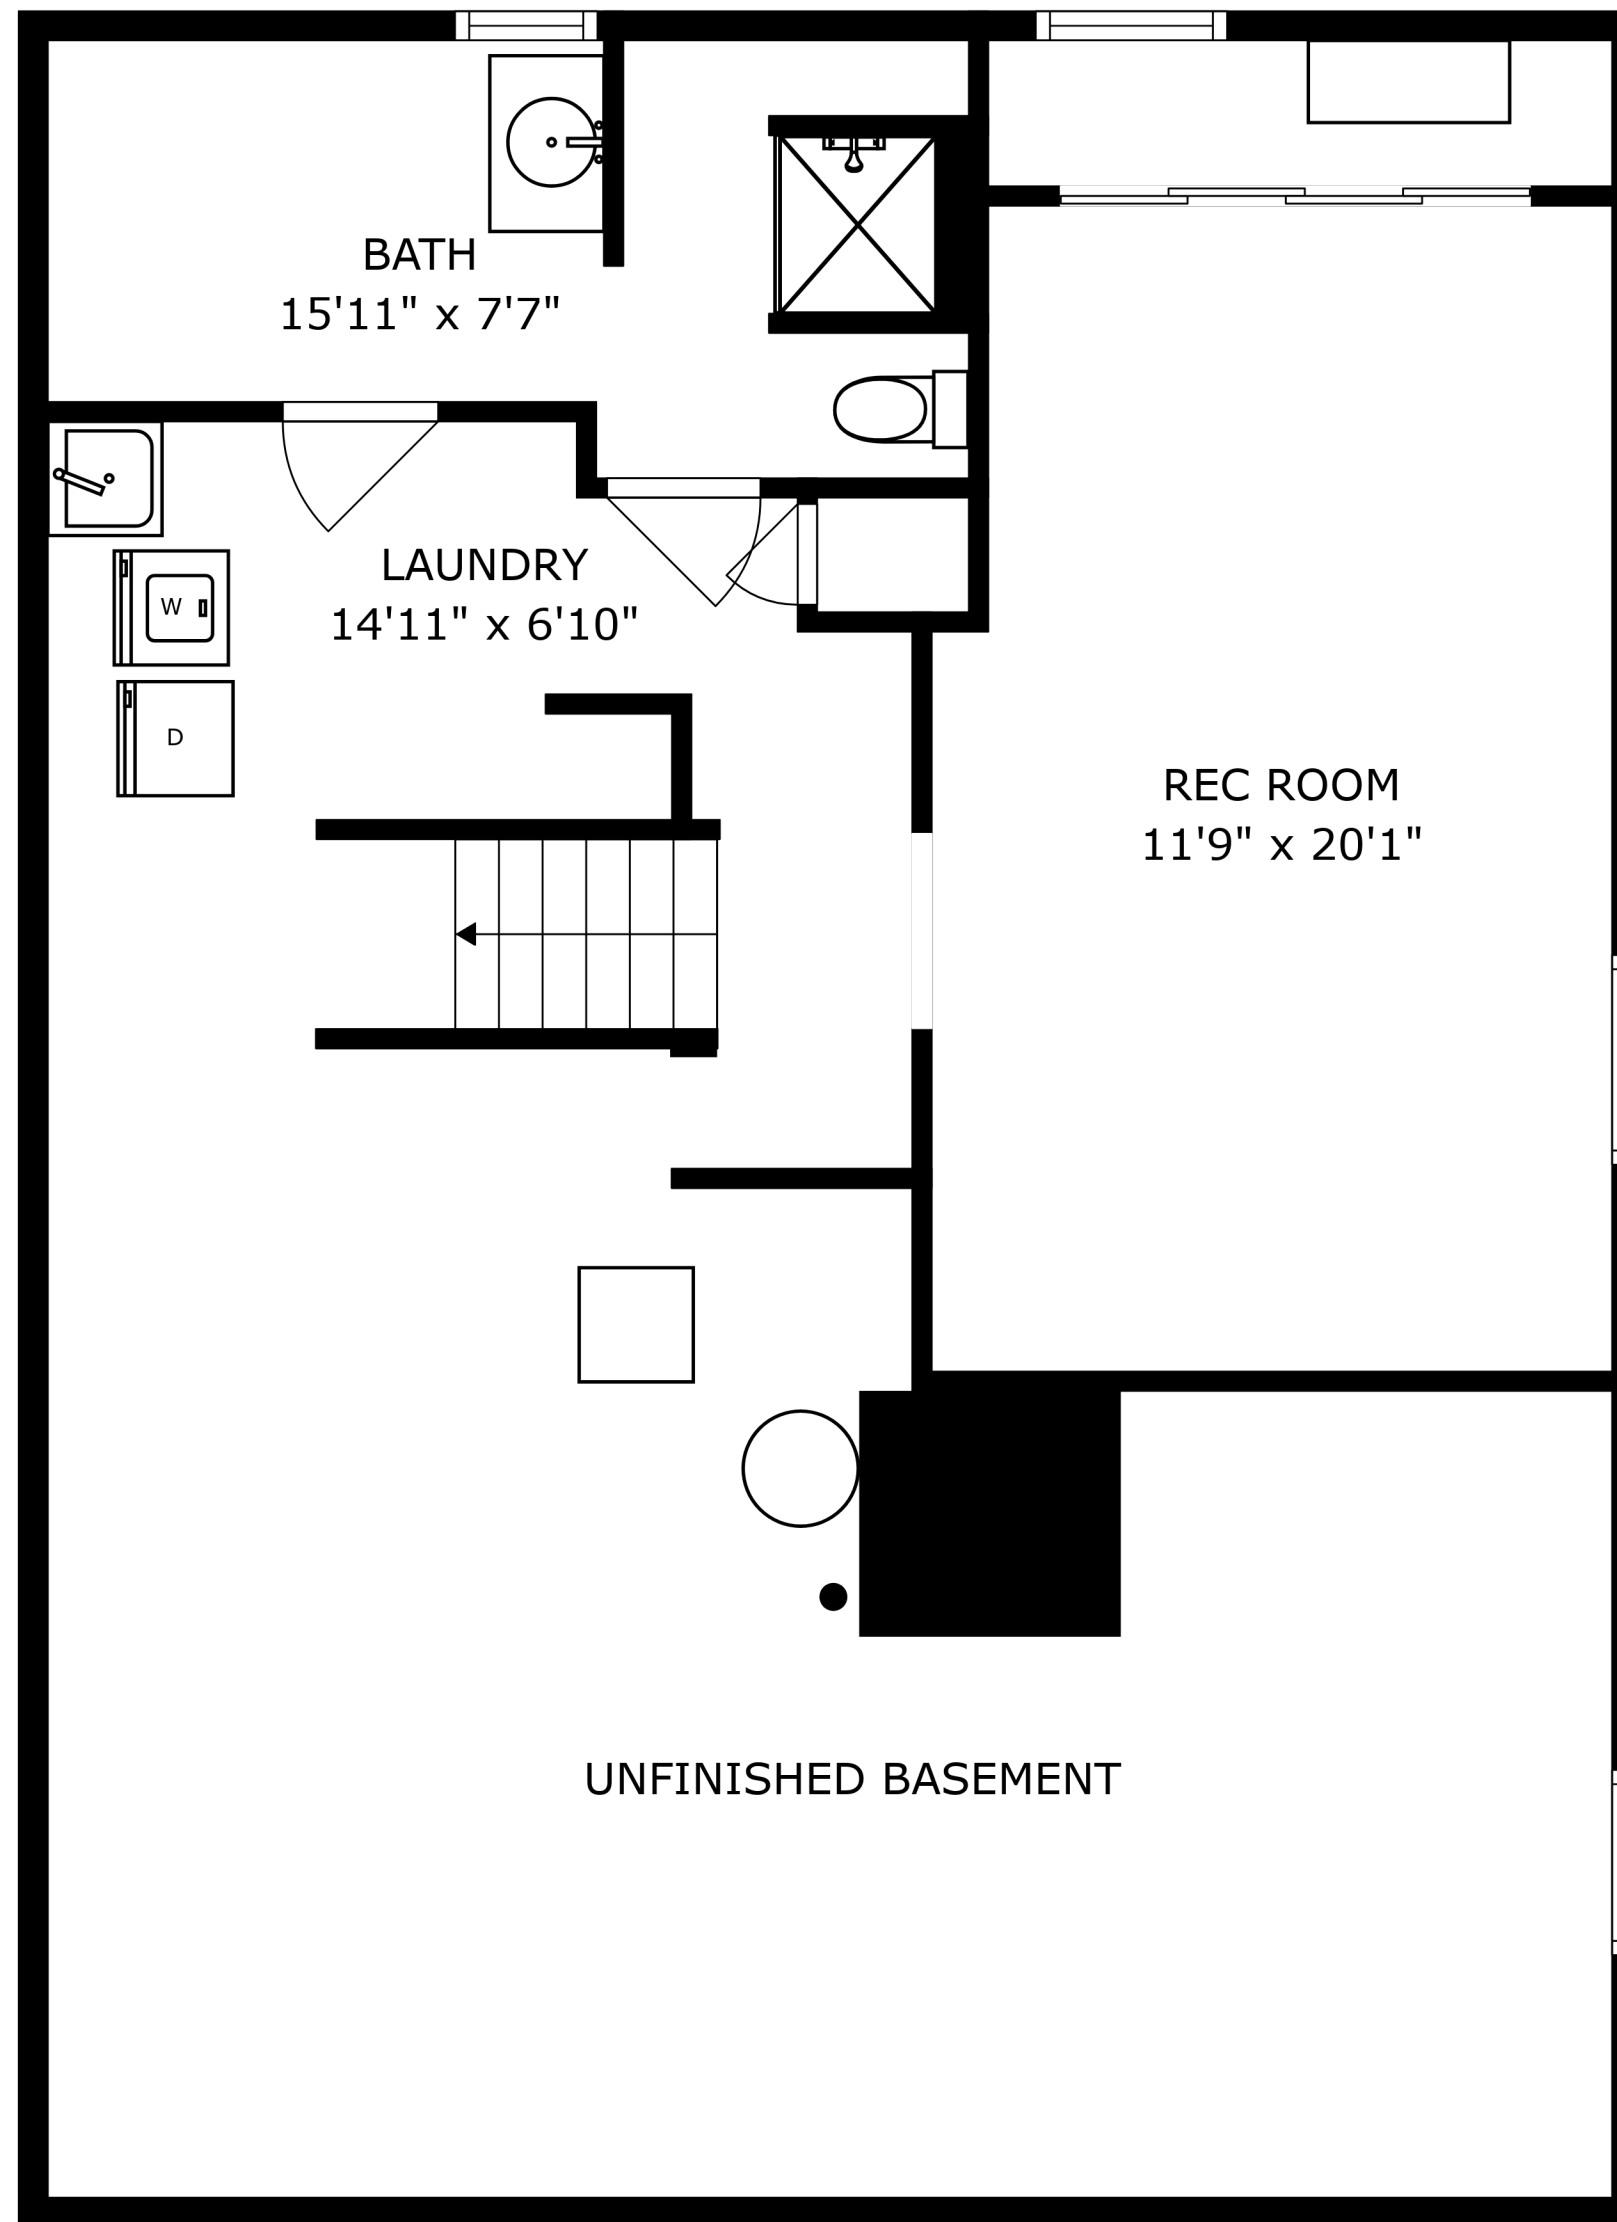 BATH
15'11" x 7'7"
LAUNDRY
14'11" x 6'10"
W
D
REC ROOM
11'9" x 20'1"
UNFINISHED BASEMENT